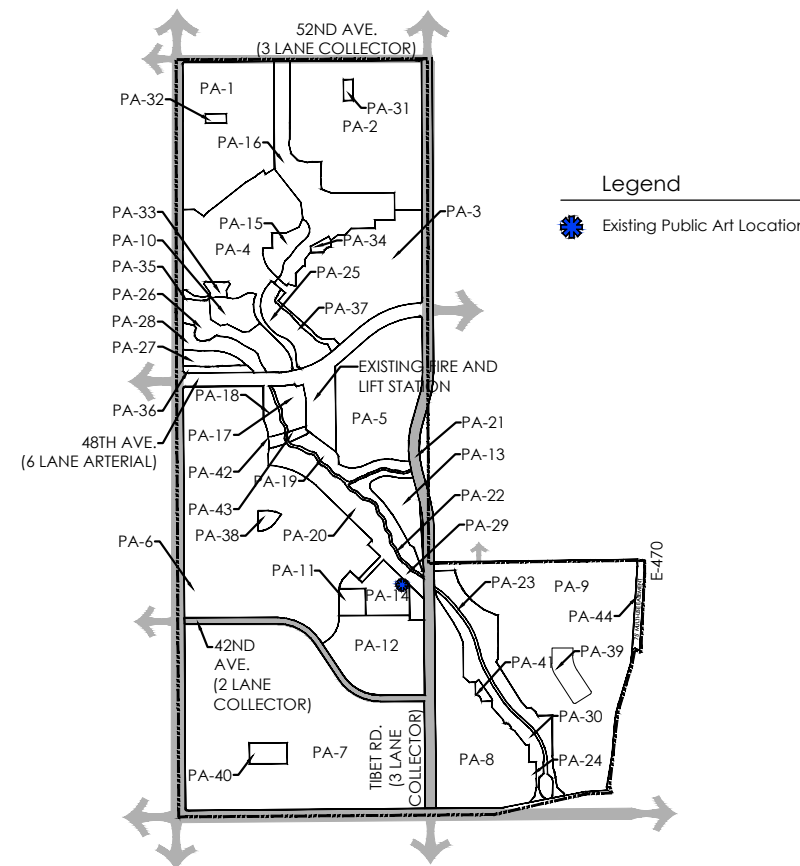 52ND AVE.
(3 LANE COLLECTOR)
PA-1
PA-32
PA-31
PA-2
PA-16
Legend
Existing Public Art Location
PA-33
PA-3
PA-15
PA-10
PA-4
PA-34
PA-35
PA-25
PA-26
PA-37
PA-28
PA-27
EXISTING FIRE AND
LIFT STATION
PA-36
PA-18
PA-5
PA-21
PA-17
48TH AVE.
(6 LANE ARTERIAL)
PA-13
PA-42
PA-19
PA-22
PA-43
PA-29
PA-38
PA-20
PA-6
E-470
PA-11
PA-14
PA-23
PA-9
PA-44
PA-12
42ND
AVE.
(2 LANE
COLLECTOR)
PA-39
PA-41
PA-30
TIBET RD.
(3 LANE
COLLECTOR)
PA-7
PA-8
PA-24
PA-40